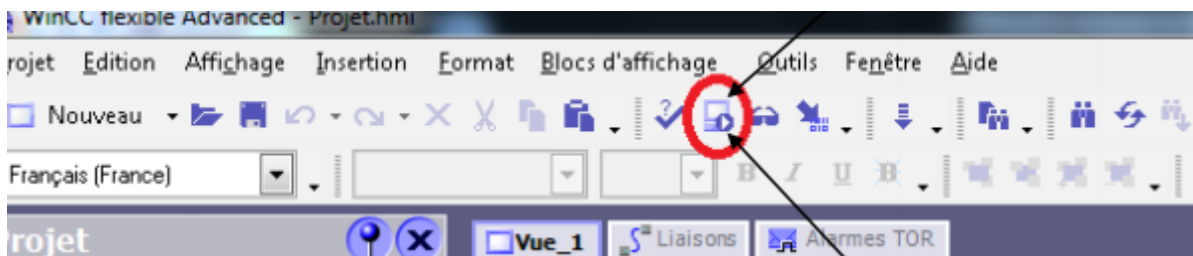 WinCC flexible Advanced - Projet.hmi
rojet Edition Affichage Insertion Format Blocs d'affichage Outils Fenêtre Aide
Nouveau
Français (France) B I U B
rojet Vue_1 Liaisons Alarmes TOR